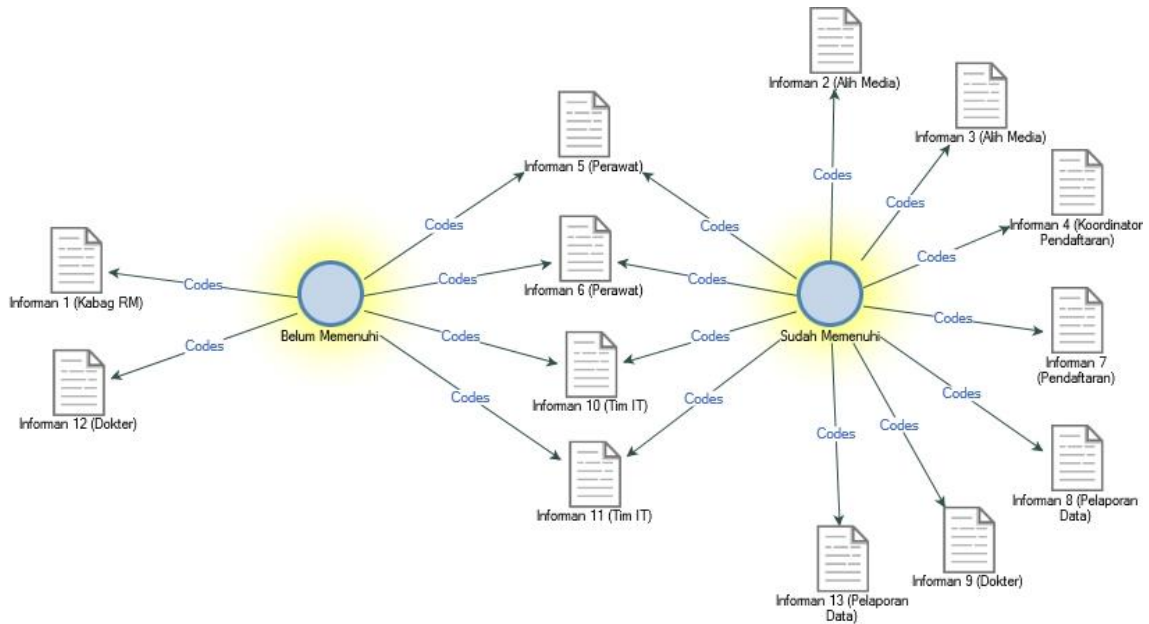 Informan 2 (Alih Media)
Informan 3 (Alih Media)
Informan 5 (Perawat)
Codes
Codes
Informan 4 (Koordinator
Pendaftaran)
Codes
Codes
Codes
Informan 1 (Kabag RM)
Codes
Codes
Informan 6 (Perawat)
Codes
Belum Memenuhi
Sudah Memenuhi
Codes
Codes
Codes
Codes
Codes
Informan 7
(Pendaftaran)
Informan 12 (Dokter)
Informan 10 (Tim IT)
Codes
Codes
Codes
Codes
Codes
Informan 11 (Tim IT)
Informan 8 (Pelaporan
Data)
Informan 9 (Dokter)
Informan 13 (Pelaporan
Data)